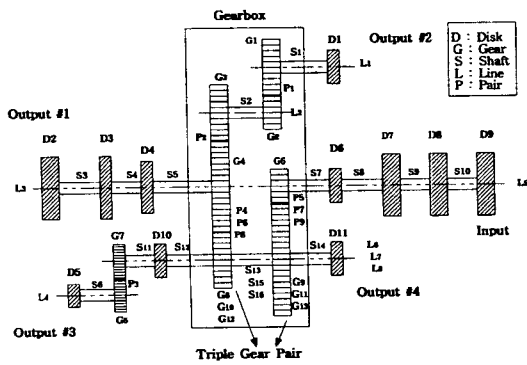 Gearbox
G1
S1
D1
Output #2
L1
D : Disk
G : Gear
S : Shaft
L : Line
P : Pair
G3
P1
S2
L2
G2
P2
Output #1
D2
D3
D4
S5
G4
G6
D6
D7
D8
D9
L3
S3
S4
S7
S8
S9
S10
P5
P7
P9
P4
P6
P8
Input
G7
S11
D10
S12
S14
D11
L6
L7
L8
D5
S6
P3
S13
S15
S16
L4
G5
G8
G10
G12
G9
G11
G13
Output #4
Output #3
Triple Gear Pair